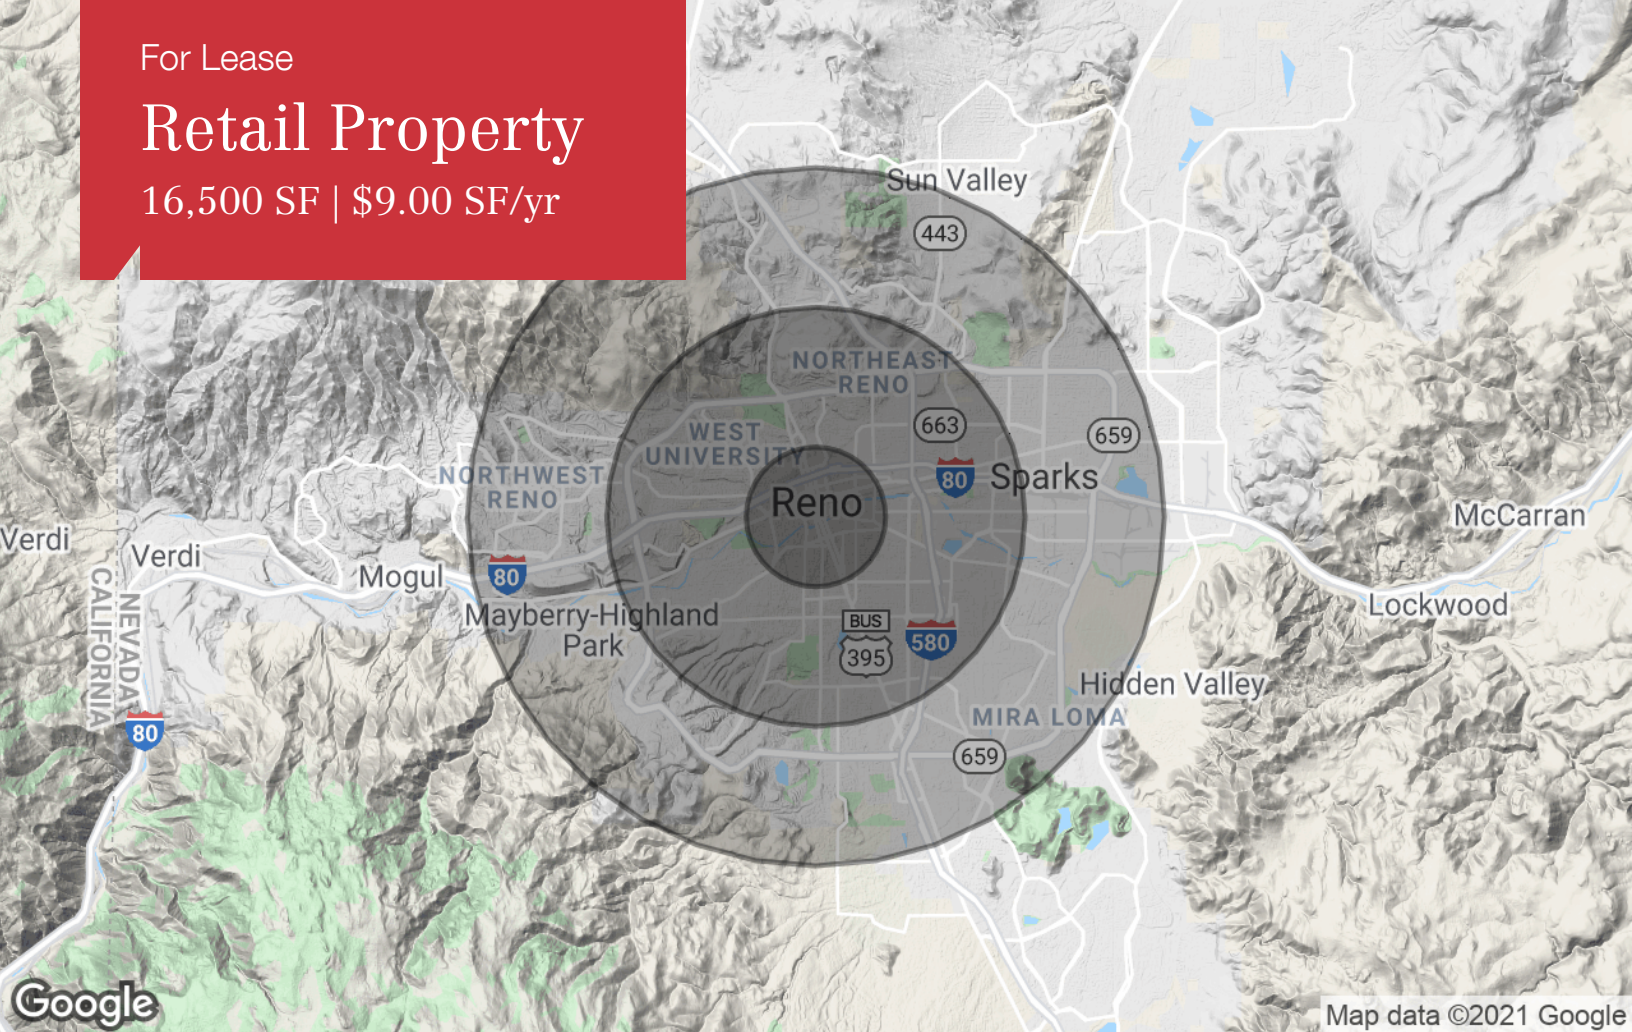 For Lease
Retail Property
16,500 SF | $9.00 SF/yr
Sun Valley
443
NORTHEAST
RENO
663
659
WEST
UNIVERSITY
NORTHWEST
RENO
80
Sparks
Reno
McCarran
Verdi
Verdi
Mogul
80
Lockwood
Mayberry-Highland
Park
BUS
395
580
NEVADA
CALIFORNIA
Hidden Valley
MIRA LOMA
80
659
Google
Map data ©2021 Google